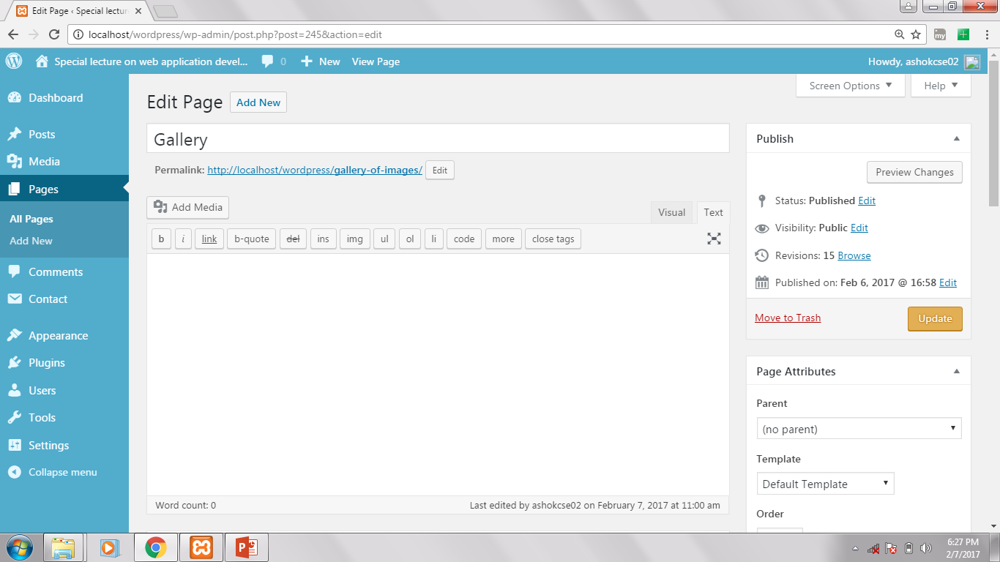 Edit Page ‹ Special lectur
localhost/wordpress/wp-admin/post.php?post=245&action=edit
my
Special lecture on web application devel... 0 New View Page Howdy, ashokcse02
Screen Options Help
Dashboard
Posts
Media
Pages
All Pages
Add New
Comments
Contact
Appearance
Plugins
Users
Tools
Settings
Collapse menu
Edit Page Add New
Gallery
Permalink: http://localhost/wordpress/gallery-of-images/ Edit
Add Media
Visual Text
b i link b-quote del ins img ul ol li code more close tags
Word count: 0 Last edited by ashokcse02 on February 7, 2017 at 11:00 am
Publish
Preview Changes
Status: Published Edit
Visibility: Public Edit
Revisions: 15 Browse
Published on: Feb 6, 2017 @ 16:58 Edit
Move to Trash Update
Page Attributes
Parent
(no parent)
Template
Default Template
Order
6:27 PM
2/7/2017